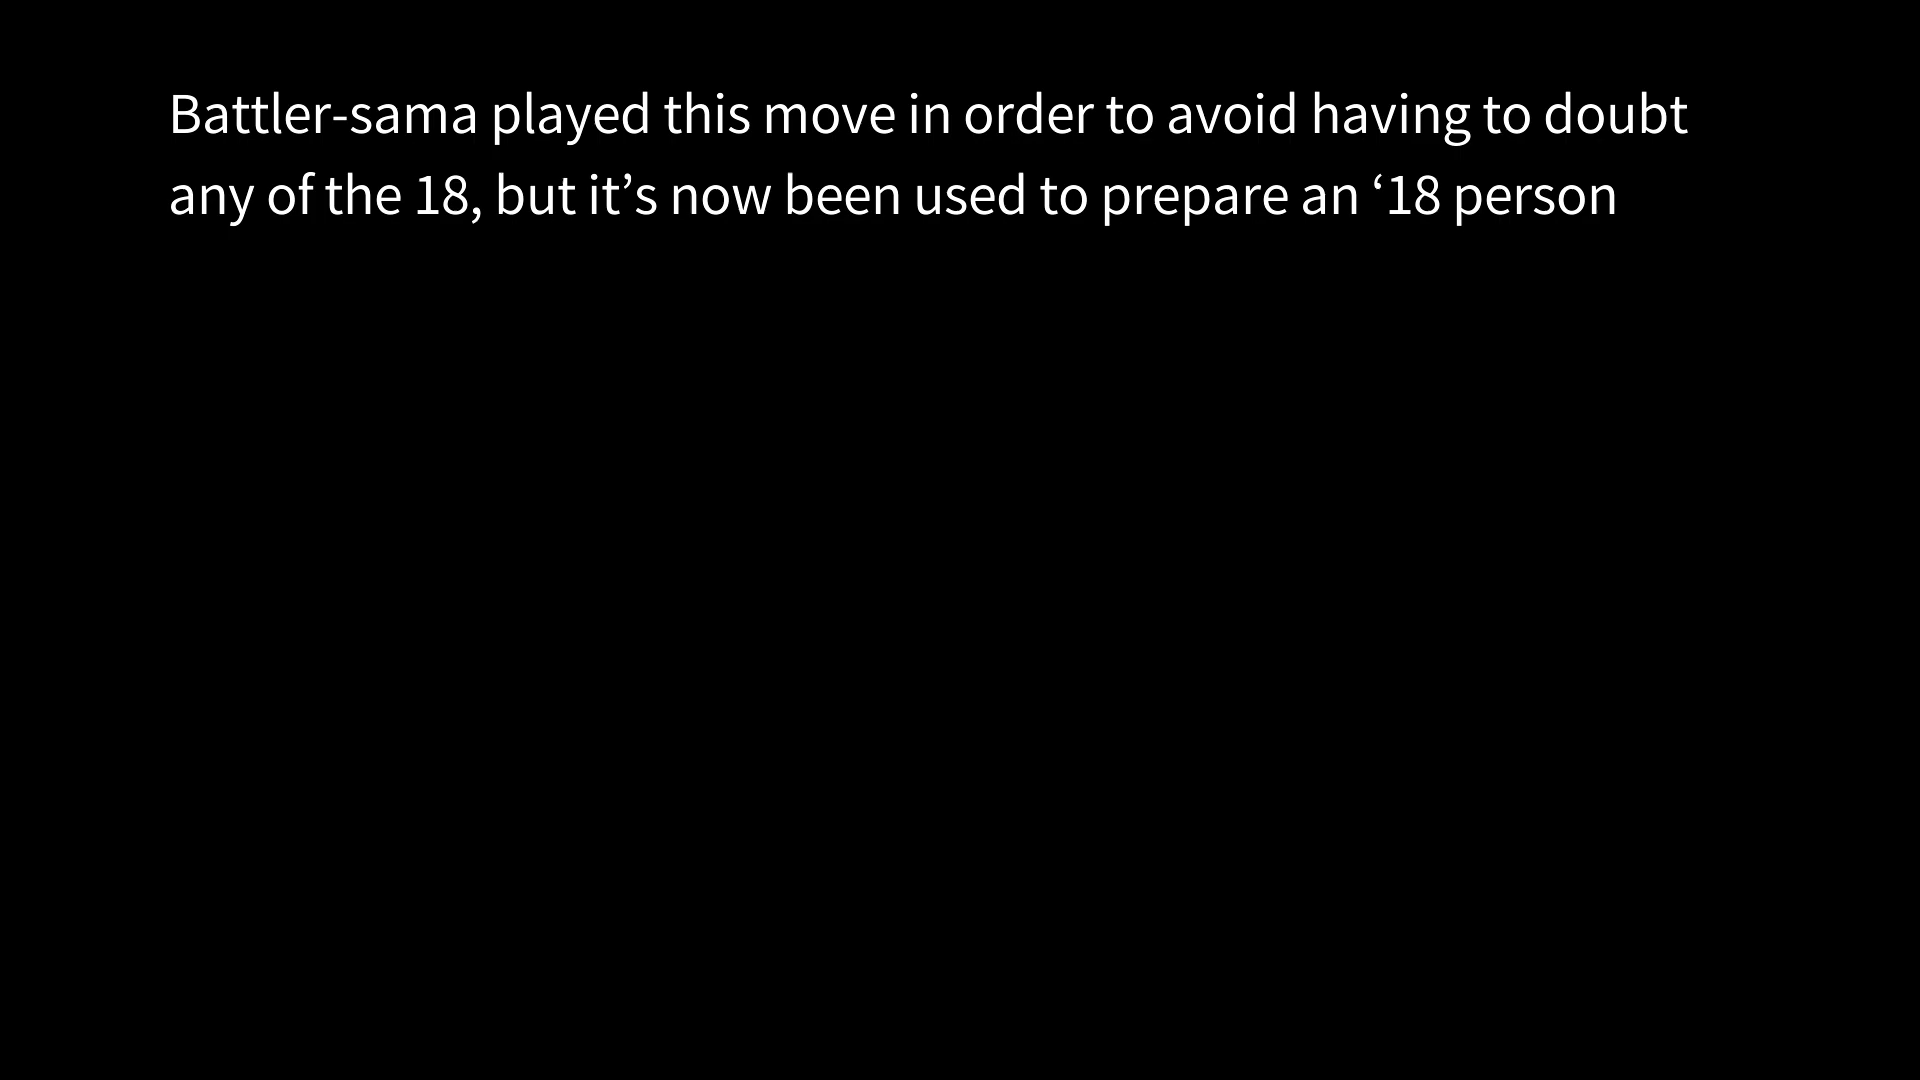 Battler-sama played this move in order to avoid having to doubt
any of the 18, but it’s now been used to prepare an ‘18 person